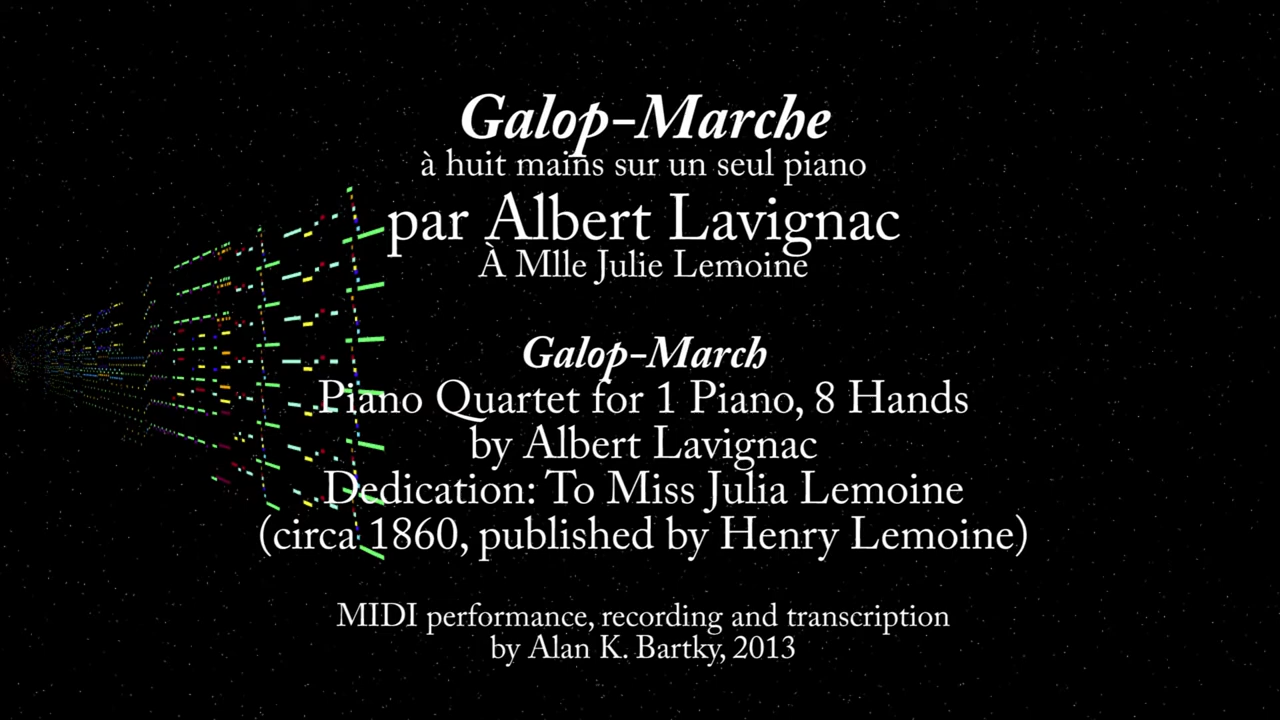 Galop-Marche
à huit mains sur un seul piano
par Albert Lavignac
À Mlle Julie Lemoine
Galop-March
Piano Quartet for 1 Piano, 8 Hands
by Albert Lavignac
Dedication: To Miss Julia Lemoine
(circa 1860, published by Henry Lemoine)
MIDI performance, recording and transcription
by Alan K. Bartky, 2013